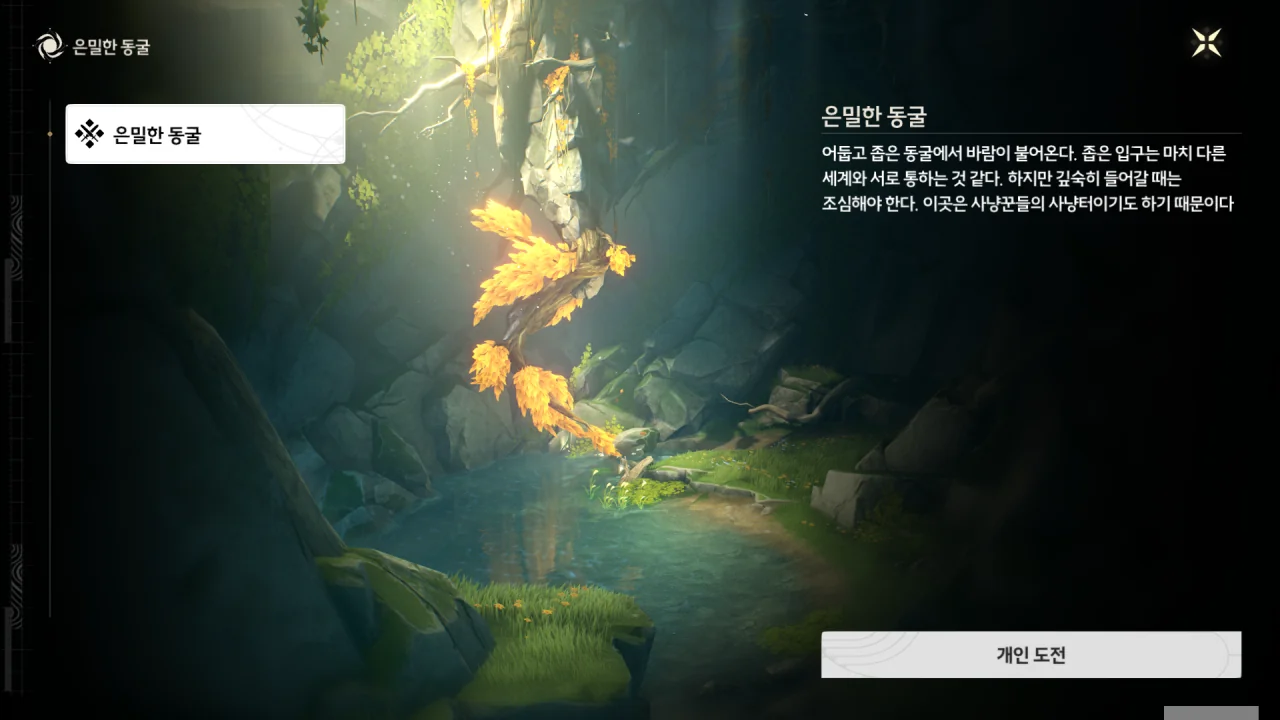 은밀한 동굴
은밀한 동굴
은밀한 동굴
어둡고 좁은 동굴에서 바람이 불어온다. 좁은 입구는 마치 다른
세계와 서로 통하는 것 같다. 하지만 깊숙히 들어갈 때는
조심해야 한다. 이곳은 사냥꾼들의 사냥터이기도 하기 때문이다
개인 도전